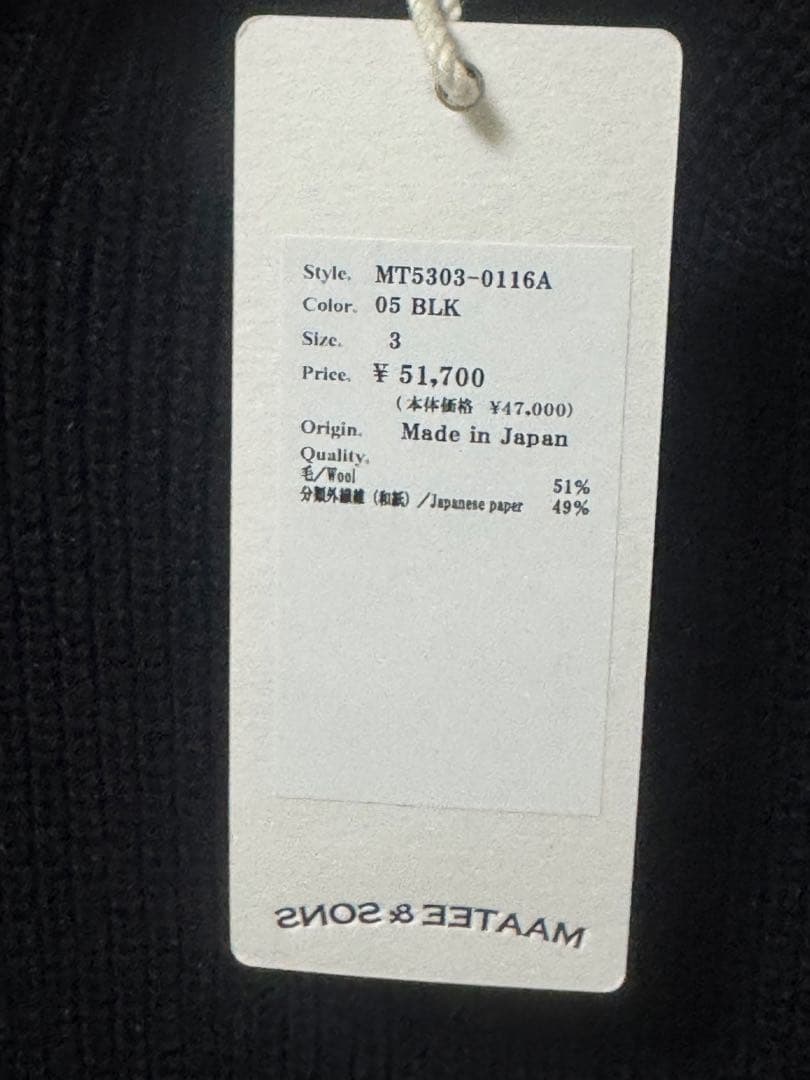 Style. MT5303-0116A
Color. 05 BLK
Size. 3
Price. ¥ 51,700
(本体価格 ¥47,000)
Origin. Made in Japan
Quality.
毛/Wool 51%
分類外繊維（和紙）/Japanese paper 49%
MAATEE & SONS